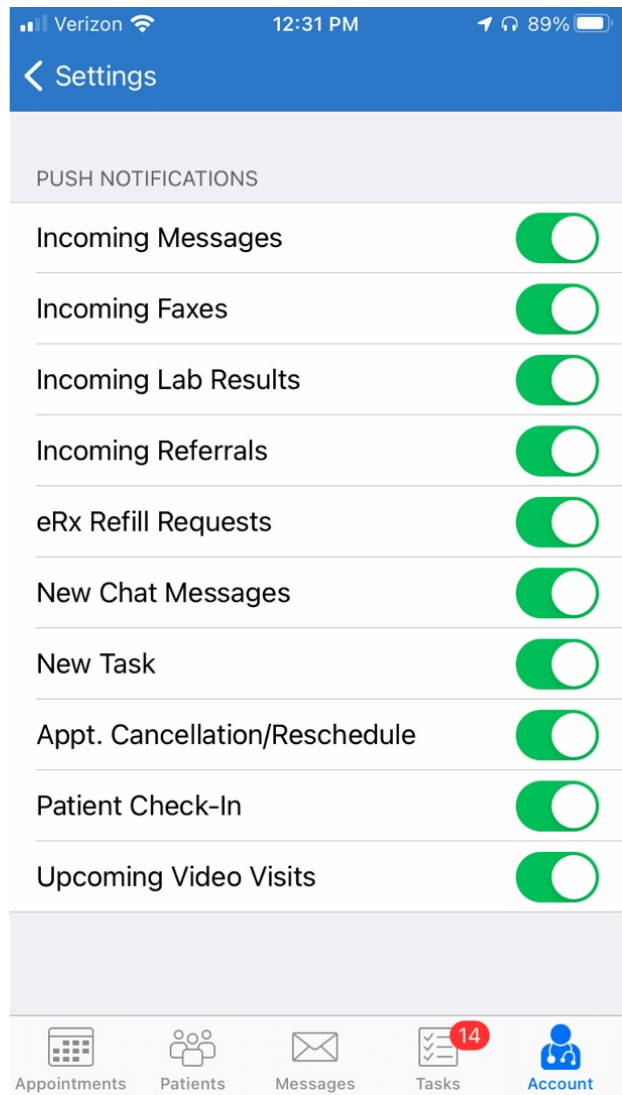 Verizon 12:31 PM 89%
Settings
PUSH NOTIFICATIONS
Incoming Messages
Incoming Faxes
Incoming Lab Results
Incoming Referrals
eRx Refill Requests
New Chat Messages
New Task
Appt. Cancellation/Reschedule
Patient Check-In
Upcoming Video Visits
14
Appointments Patients Messages Tasks Account